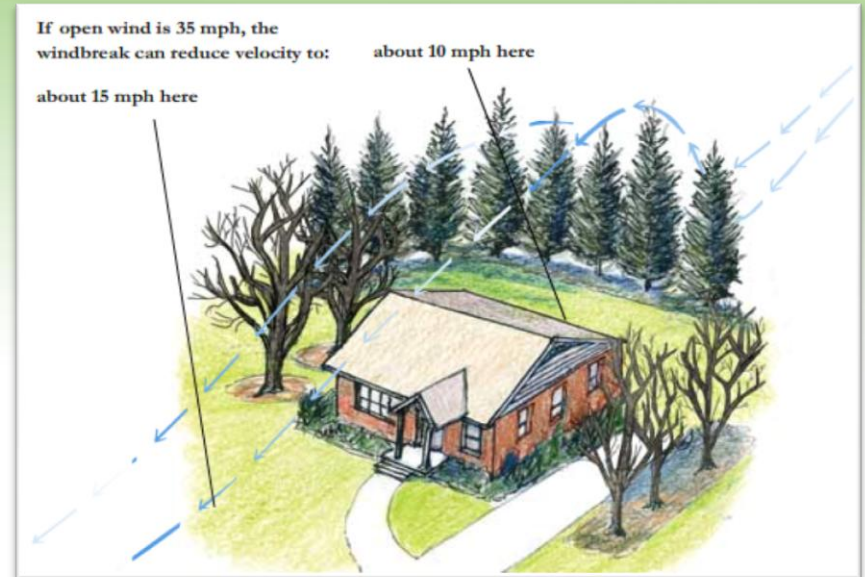 If open wind is 35 mph, the
windbreak can reduce velocity to:
about 10 mph here
about 15 mph here